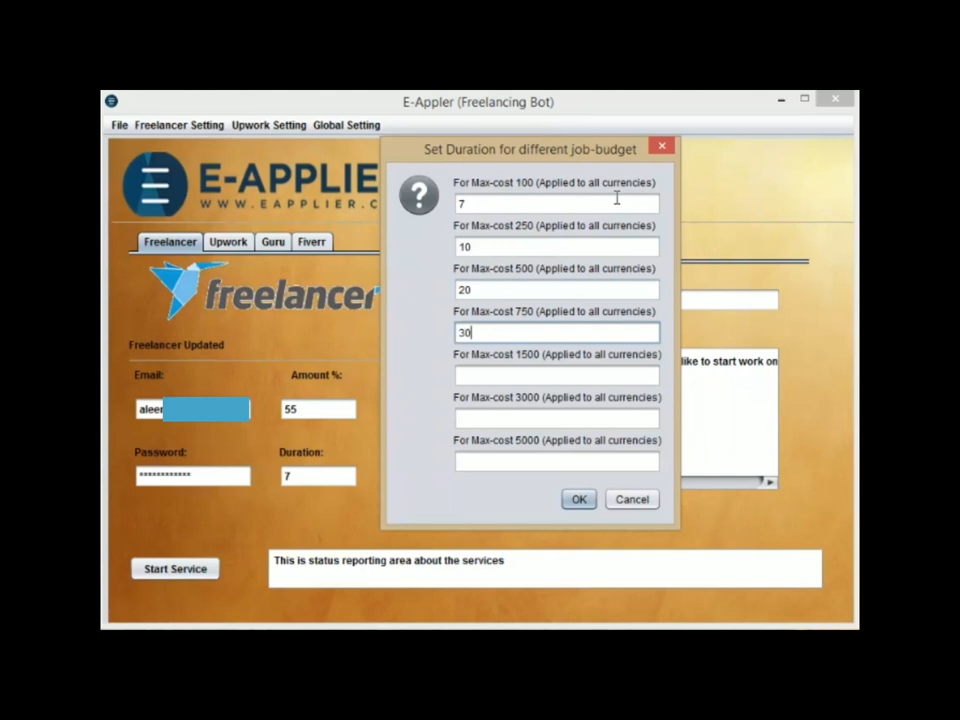 E-Appler (Freelancing Bot)
File Freelancer Setting Upwork Setting Global Setting
Set Duration for different job-budget
E-APPLIE
WWW.EAPPLIER.C
For Max-cost 100 (Applied to all currencies)
7
For Max-cost 250 (Applied to all currencies)
10
For Max-cost 500 (Applied to all currencies)
20
For Max-cost 750 (Applied to all currencies)
30
For Max-cost 1500 (Applied to all currencies)
For Max-cost 3000 (Applied to all currencies)
For Max-cost 5000 (Applied to all currencies)
OK Cancel
Freelancer Upwork Guru Fiverr
freelancer
Freelancer Updated
Email: Amount %:
aleer 55
Password: Duration:
************ 7
like to start work on
Start Service
This is status reporting area about the services